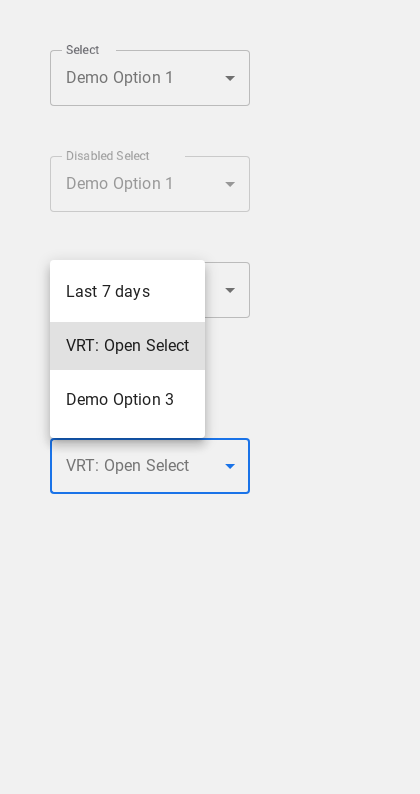 Select
Demo Option 1
Disabled Select
Demo Option 1
Last 7 days
VRT: Open Select
Demo Option 3
VRT: Open Select